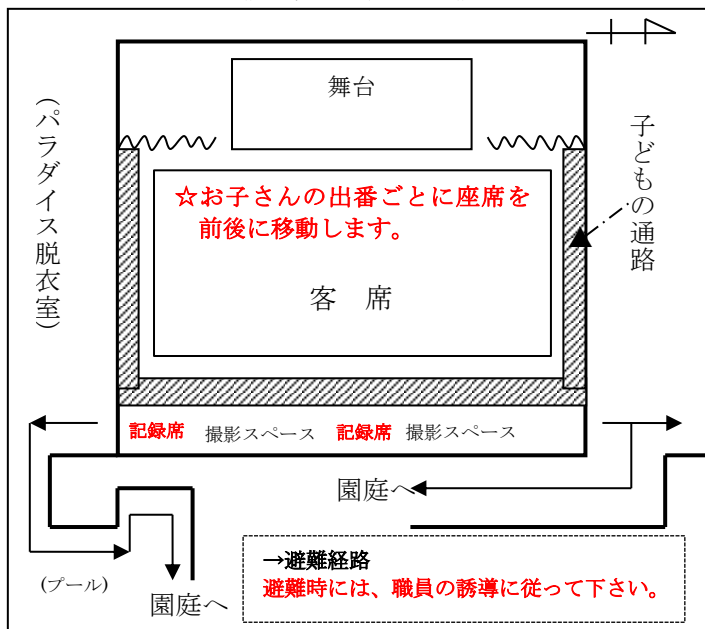 舞台
(パラダイス脱衣室)
子どもの通路
☆お子さんの出番ごとに座席を
前後に移動します。
客 席
記録席 撮影スペース 記録席 撮影スペース
園庭へ
(プール)
園庭へ
→避難経路
避難時には、職員の誘導に従って下さい。